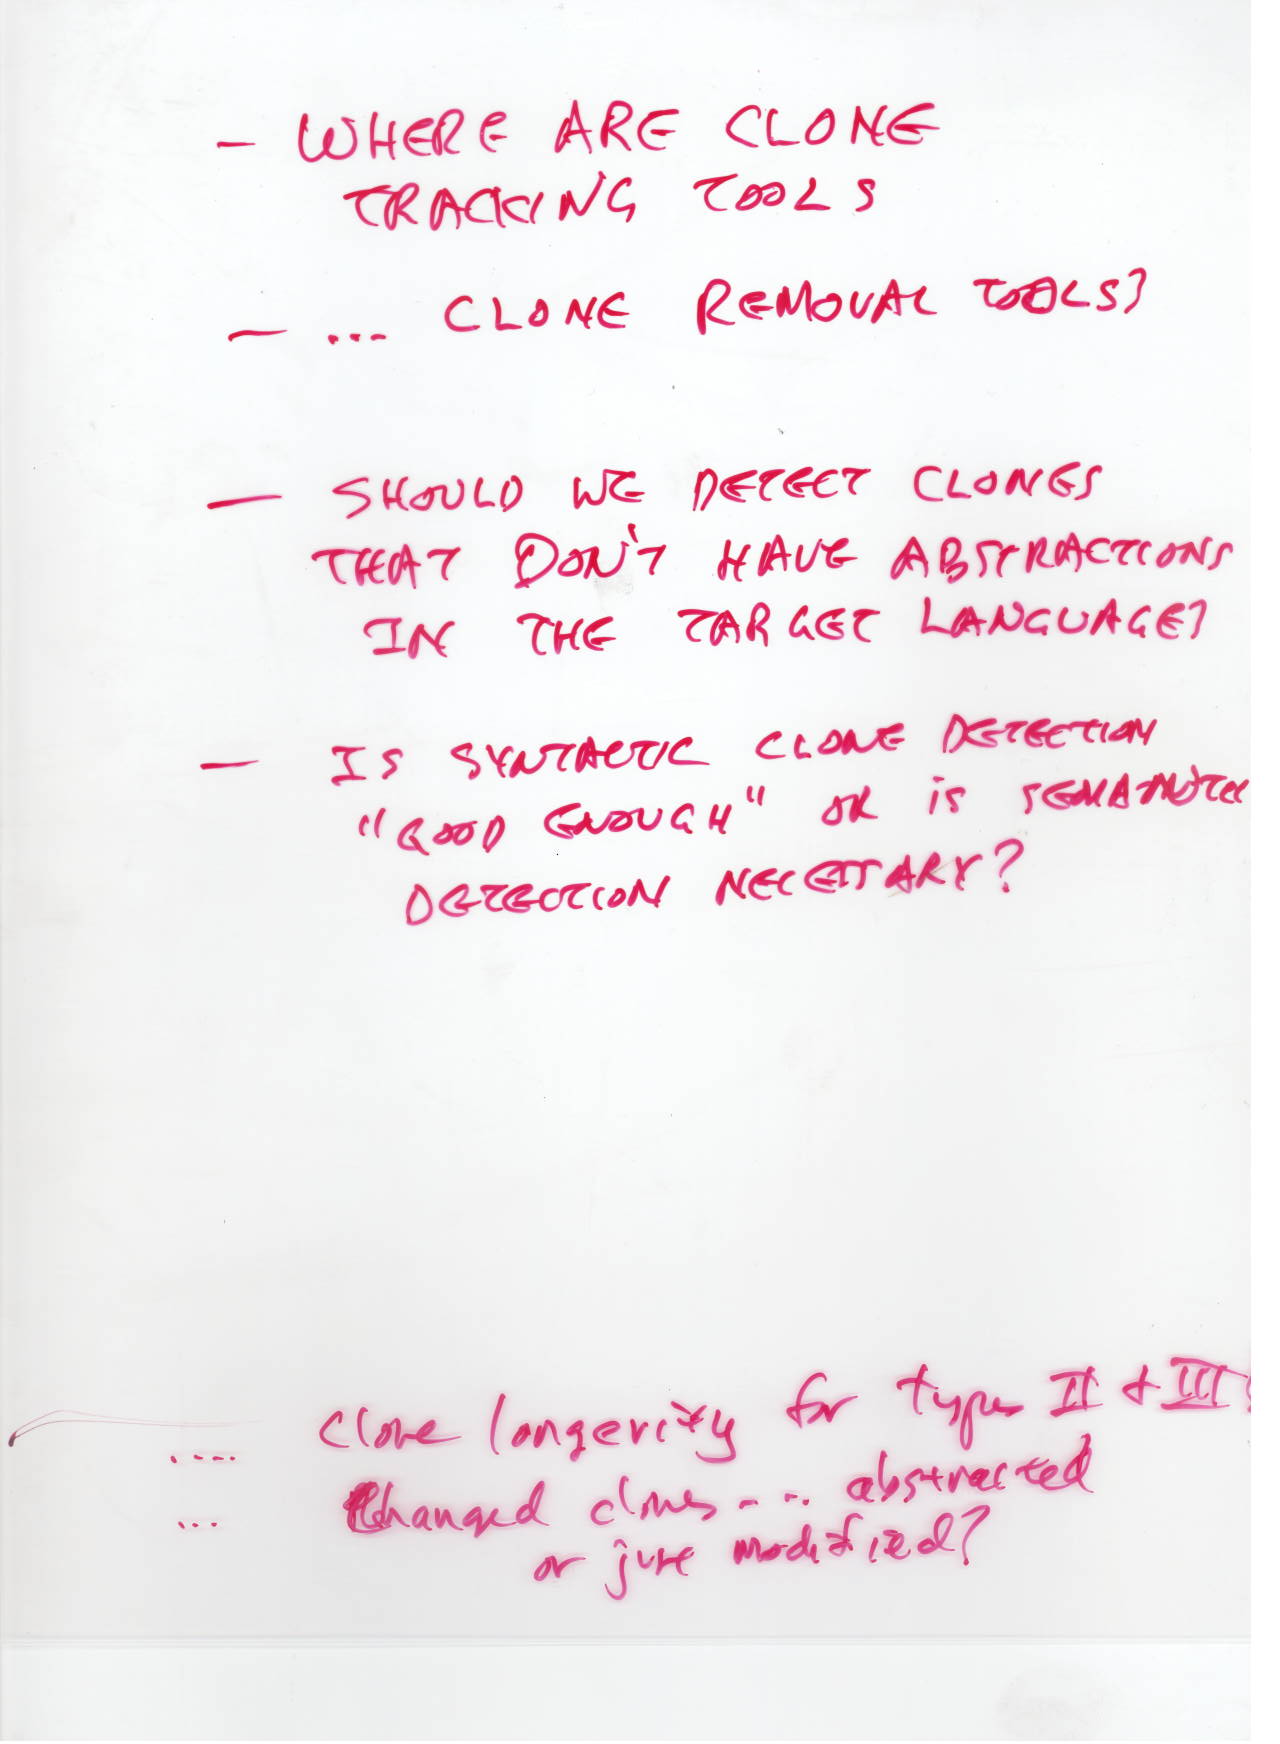 - WHERE ARE CLONE
TRACKING TOOLS
- ... CLONE REMOVAL TOOLS?
- SHOULD WE DETECT CLONES
THAT DON'T HAVE ABSTRACTIONS
IN THE TARGET LANGUAGE?
- IS SYNTACTIC CLONE DETECTION
"GOOD ENOUGH" OR is SEMANTIC
DETECTION NECESSARY?
.... Clone longevity for types II + III?
... Changed clones ... abstracted
or just modified?